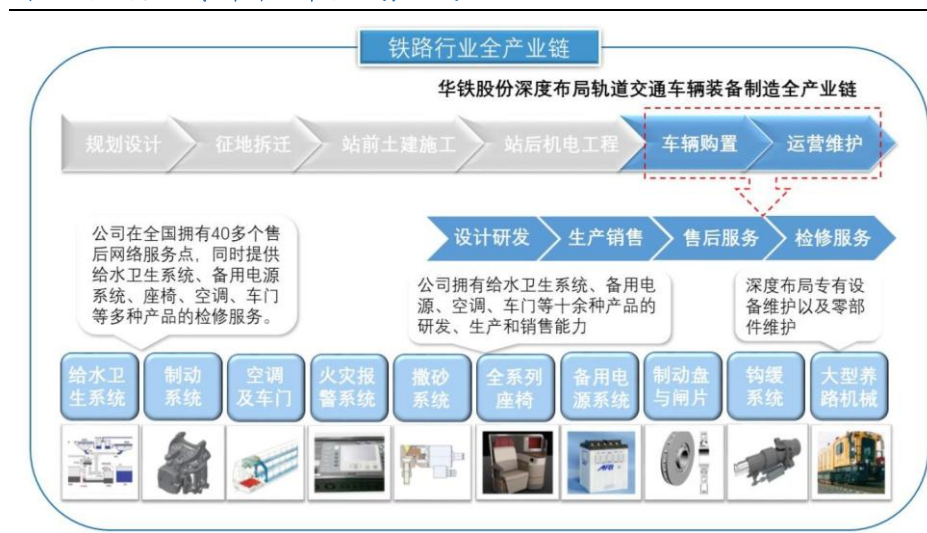 铁路行业全产业链
华铁股份深度布局轨道交通车辆装备制造全产业链
规划设计
征地拆迁
站前土建施工
站后机电工程
车辆购置
运营维护
公司在全国拥有40多个售
后网络服务点，同时提供
给水卫生系统、备用电源
系统、座椅、空调、车门
等多种产品的检修服务。
设计研发
生产销售
售后服务
检修服务
公司拥有给水卫生系统、备用电
源、空调、车门等十余种产品的
研发、生产和销售能力
深度布局专有设
备维护以及零部
件维护
给水卫
生系统
制动
系统
空调
及车门
火灾报
警系统
撒砂
系统
全系列
座椅
备用电
源系统
制动盘
与闸片
钩缓
系统
大型养
路机械